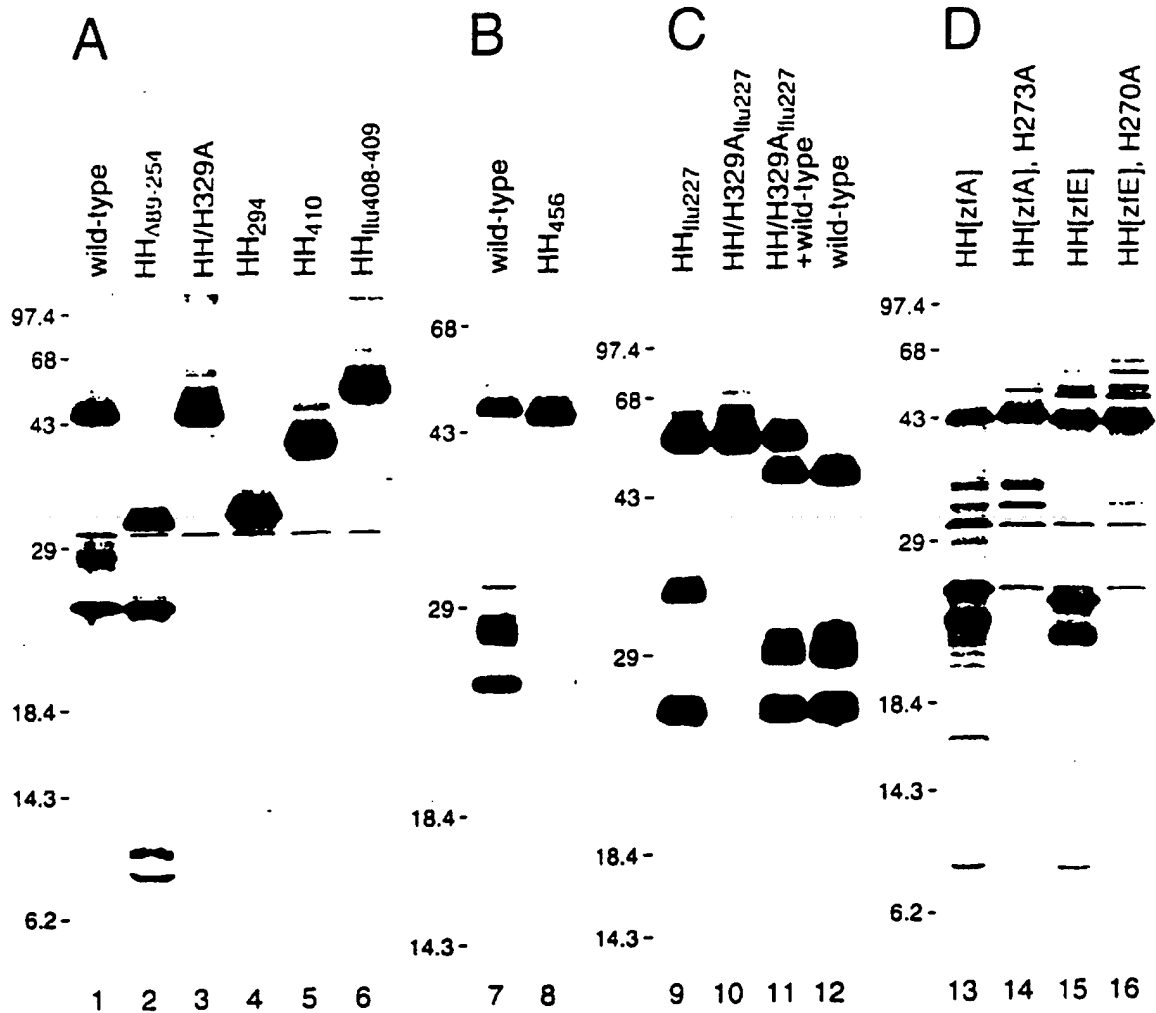 A
wild-type
HHΔ89-254
HH/H329A
HH294
HH410
HHflu408-409
97.4
68
43
29
18.4
14.3
6.2
1 2 3 4 5 6
B
wild-type
HH456
68
43
29
18.4
14.3
7 8
C
HHflu227
HH/H329Aflu227
HH/H329Aflu227
+wild-type
wild-type
97.4
68
43
29
18.4
14.3
9 10 11 12
D
HH[zfA]
HH[zfA], H273A
HH[zfE]
HH[zfE], H270A
97.4
68
43
29
18.4
14.3
6.2
13 14 15 16